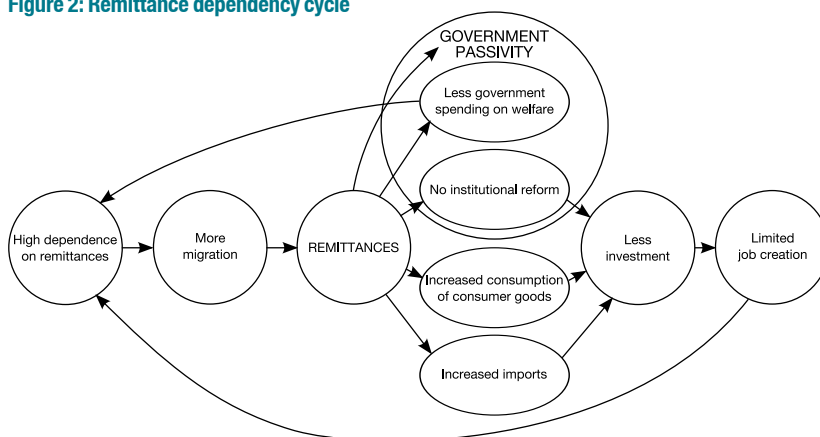 Figure 2: Remittance dependency cycle
GOVERNMENT
PASSIVITY
Less government
spending on welfare
No institutional reform
High dependence
on remittances
More
migration
REMITTANCES
Increased consumption
of consumer goods
Increased imports
Less
investment
Limited
job creation